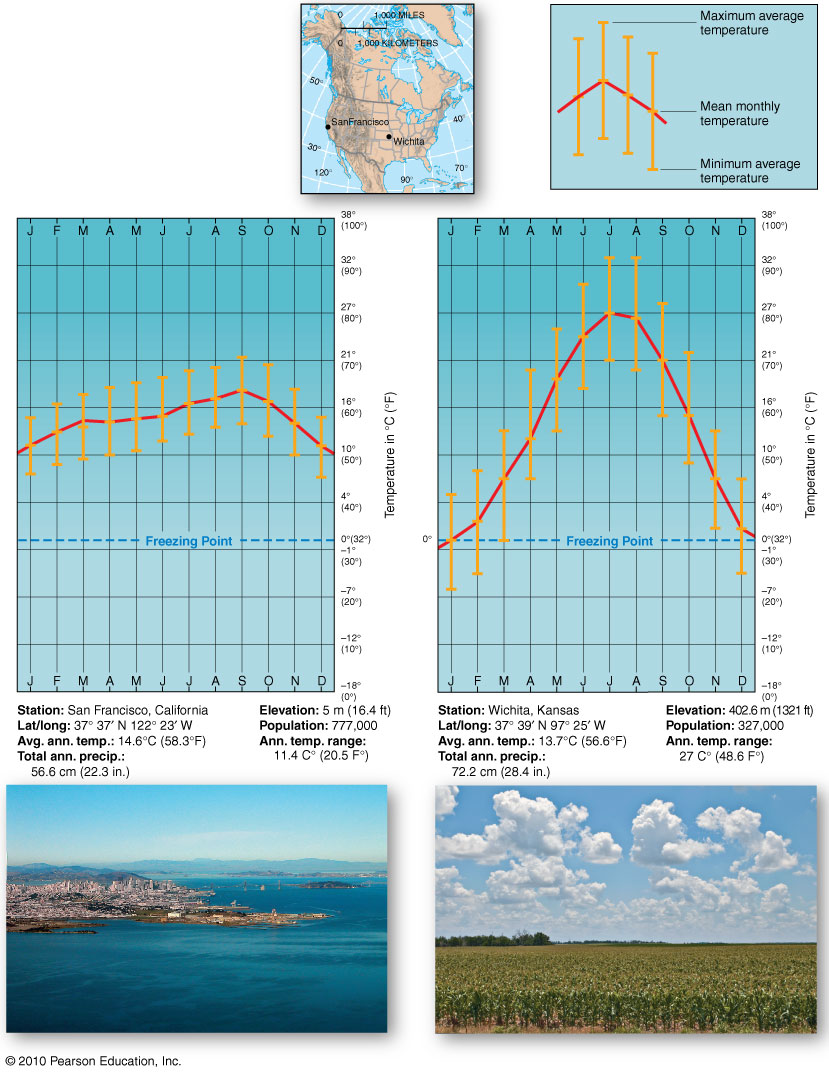 0 1,000 MILES
0 1,000 KILOMETERS
50°
40°
SanFrancisco
Wichita
30°
120°
90°
70°
Maximum average
temperature
Mean monthly
temperature
Minimum average
temperature
J F M A M J J A S O N D
38°
(100°)
32°
(90°)
27°
(80°)
21°
(70°)
16°
(60°)
10°
(50°)
4°
(40°)
Freezing Point
0°(32°)
–1°
(30°)
–7°
(20°)
–12°
(10°)
–18°
(0°)
J F M A M J J A S O N D
Temperature in °C (°F)
J F M A M J J A S O N D
38°
(100°)
32°
(90°)
27°
(80°)
21°
(70°)
16°
(60°)
10°
(50°)
4°
(40°)
0°
Freezing Point
0°(32°)
–1°
(30°)
–7°
(20°)
–12°
(10°)
–18°
(0°)
J F M A M J J A S O N D
Temperature in °C (°F)
Station: San Francisco, California
Lat/long: 37° 37′ N 122° 23′ W
Avg. ann. temp.: 14.6°C (58.3°F)
Total ann. precip.:
56.6 cm (22.3 in.)
Elevation: 5 m (16.4 ft)
Population: 777,000
Ann. temp. range:
11.4 C° (20.5 F°)
Station: Wichita, Kansas
Lat/long: 37° 39′ N 97° 25′ W
Avg. ann. temp.: 13.7°C (56.6°F)
Total ann. precip.:
72.2 cm (28.4 in.)
Elevation: 402.6 m (1321 ft)
Population: 327,000
Ann. temp. range:
27 C° (48.6 F°)
© 2010 Pearson Education, Inc.